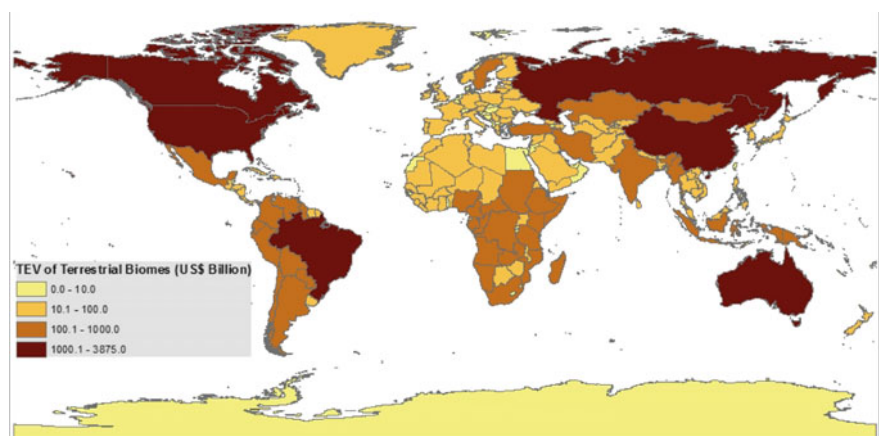 TEV of Terrestrial Biomes (US$ Billion)
0.0 - 10.0
10.1 - 100.0
100.1 - 1000.0
1000.1 - 3875.0